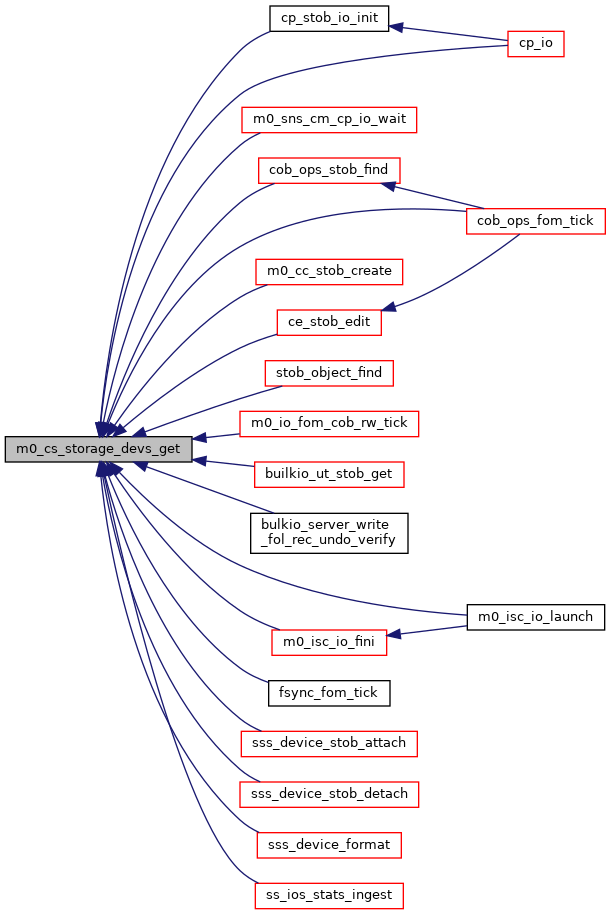 cp_stob_io_init
cp_io
m0_sns_cm_cp_io_wait
cob_ops_stob_find
cob_ops_fom_tick
m0_cc_stob_create
ce_stob_edit
stob_object_find
m0_io_fom_cob_rw_tick
m0_cs_storage_devs_get
builkio_ut_stob_get
bulkio_server_write
_fol_rec_undo_verify
m0_isc_io_launch
m0_isc_io_fini
fsync_fom_tick
sss_device_stob_attach
sss_device_stob_detach
sss_device_format
ss_ios_stats_ingest